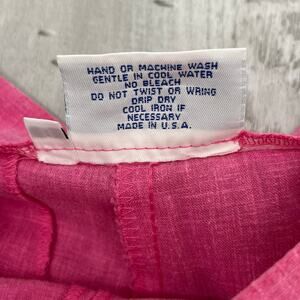 HAND OR MACHINE WASH
GENTLE IN COOL WATER
NO BLEACH
DO NOT TWIST OR WRING
DRIP DRY
COOL IRON IF
NECESSARY
MADE IN U.S.A.